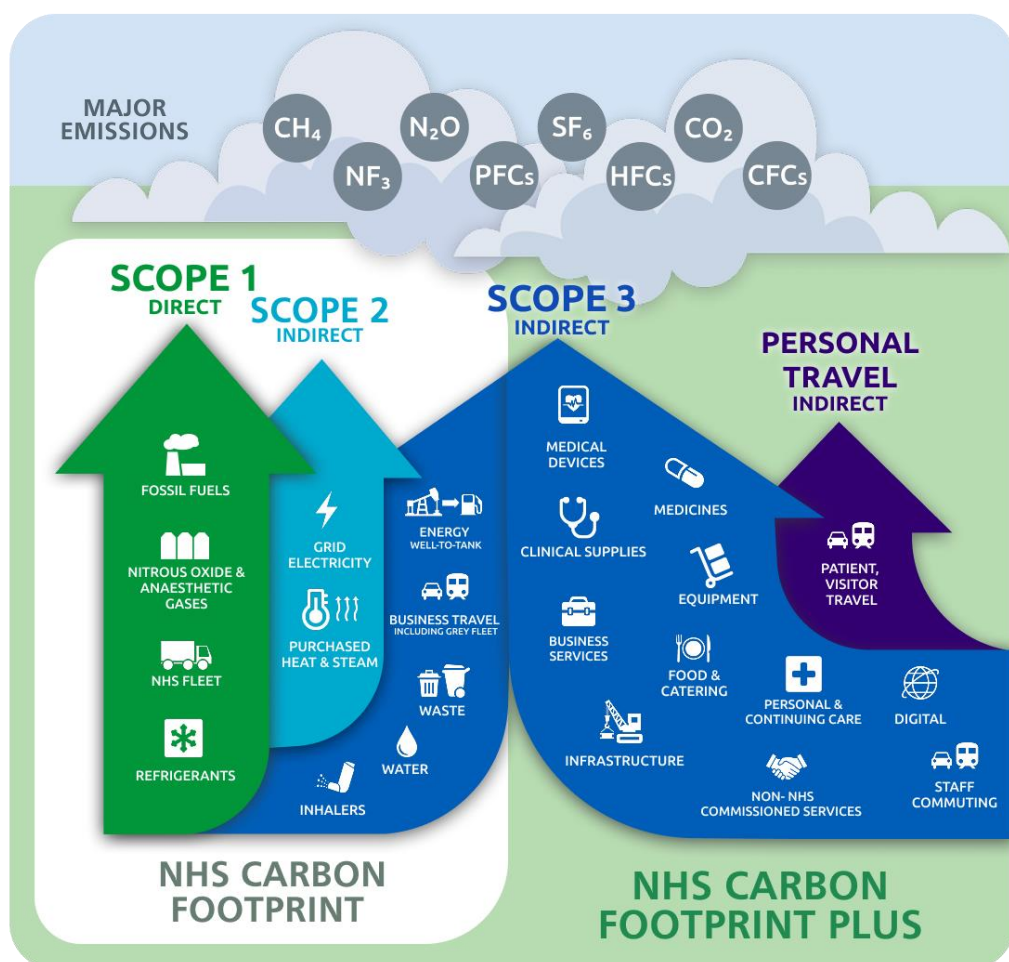 MAJOR
EMISSIONS
CH₄
N₂O
SF₆
CO₂
NF₃
PFCs
HFCs
CFCs
SCOPE 1
DIRECT
SCOPE 2
INDIRECT
SCOPE 3
INDIRECT
PERSONAL
TRAVEL
INDIRECT
FOSSIL FUELS
NITROUS OXIDE &
ANAESTHETIC
GASES
NHS FLEET
REFRIGERANTS
GRID
ELECTRICITY
PURCHASED
HEAT & STEAM
ENERGY
WELL-TO-TANK
BUSINESS TRAVEL
INCLUDING GREY FLEET
WASTE
WATER
INHALERS
MEDICAL
DEVICES
MEDICINES
CLINICAL SUPPLIES
EQUIPMENT
BUSINESS
SERVICES
FOOD &
CATERING
INFRASTRUCTURE
PERSONAL &
CONTINUING CARE
DIGITAL
NON- NHS
COMMISSIONED SERVICES
STAFF
COMMUTING
PATIENT,
VISITOR
TRAVEL
NHS CARBON
FOOTPRINT
NHS CARBON
FOOTPRINT PLUS